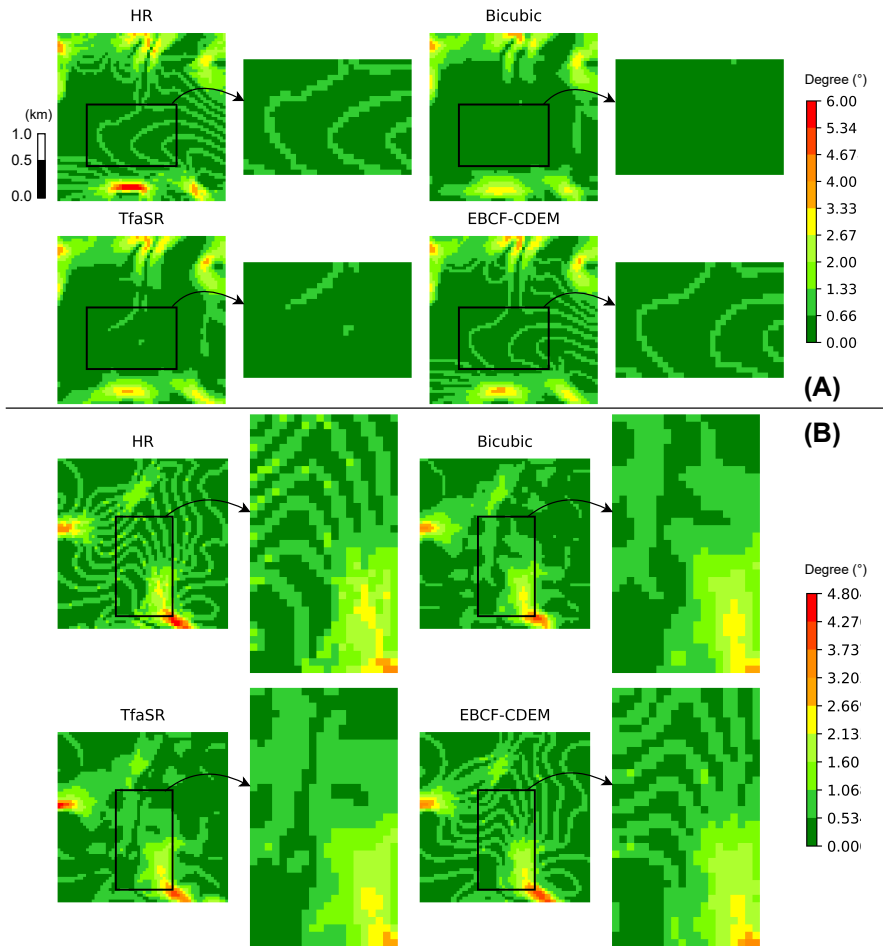 HR
Bicubic
Degree (°)
(km)
1.0
0.5
0.0
6.00
5.34
4.67
4.00
3.33
2.67
2.00
1.33
0.66
0.00
TfaSR
EBCF-CDEM
(A)
(B)
HR
Bicubic
Degree (°)
4.80
4.27
3.73
3.20
2.66
2.13
1.60
1.06
0.53
0.00
TfaSR
EBCF-CDEM